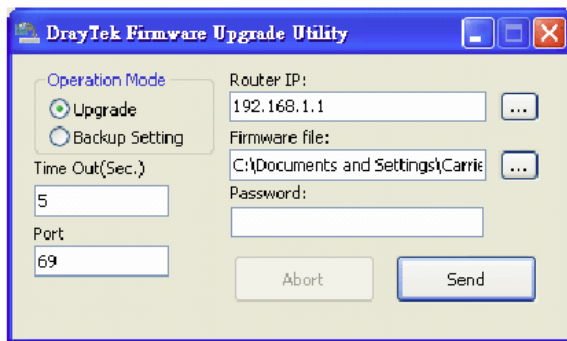 DrayTek Firmware Upgrade Utility
Operation Mode
Upgrade
Backup Setting
Time Out(Sec.)
5
Port
69
Router IP:
192.168.1.1
...
Firmware file:
C:\Documents and Settings\Carrie
...
Password:
Abort
Send